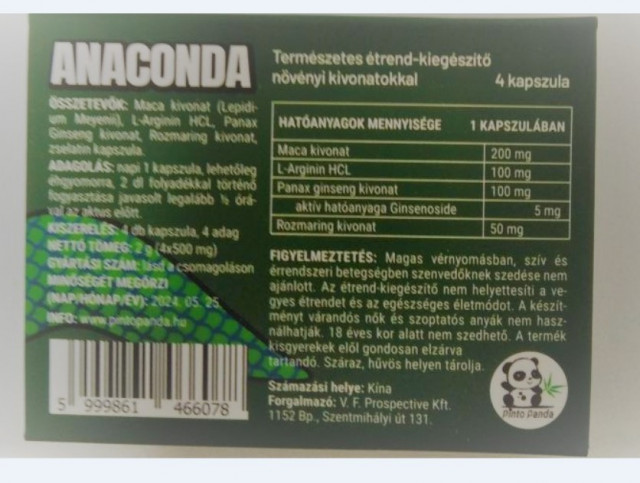 ANACONDA
Természetes étrend-kiegészítő
növényi kivonatokkal
4 kapszula
ÖSSZETEVŐK: Maca kivonat (Lepidi-
um Meyenii), L-Arginin HCL, Panax
Ginseng kivonat, Rozmaring kivonat,
zselatin kapszula.
ADAGOLÁS: napi 1 kapszula, lehetőleg
éhgyomorra, 2 dl folyadékkal történő
fogyasztása javasolt legalább ½ órá-
val az aktus előtt.
KISZERELÉS: 4 db kapszula, 4 adag
NETTÓ TÖMEG: 2 g (4x500 mg)
GYÁRTÁSI SZÁM: lásd a csomagoláson
MINŐSÉGÉT MEGŐRZI
(NAP/HÓNAP/ÉV): 2024. 05. 25.
INFO: www.pintopanda.hu
5 999861 466078
HATÓANYAGOK MENNYISÉGE 1 KAPSZULÁBAN
Maca kivonat 200 mg
L-Arginin HCL 100 mg
Panax ginseng kivonat 100 mg
aktív hatóanyaga Ginsenoside 5 mg
Rozmaring kivonat 50 mg
FIGYELMEZTETÉS: Magas vérnyomásban, szív és
érrendszeri betegségben szenvedőknek szedése nem
ajánlott. Az étrend-kiegészítő nem helyettesíti a ve-
gyes étrendet és az egészséges életmódot. A készít-
ményt várandós nők és szoptatós anyák nem hasz-
nálhatják. 18 éves kor alatt nem szedhető. A termék
kisgyerekek elől gondosan elzárva
tartandó. Száraz, hűvös helyen tárolja.
Származási helye: Kína
Forgalmazó: V. F. Prospective Kft.
1152 Bp., Szentmihályi út 131.
Pinto Panda